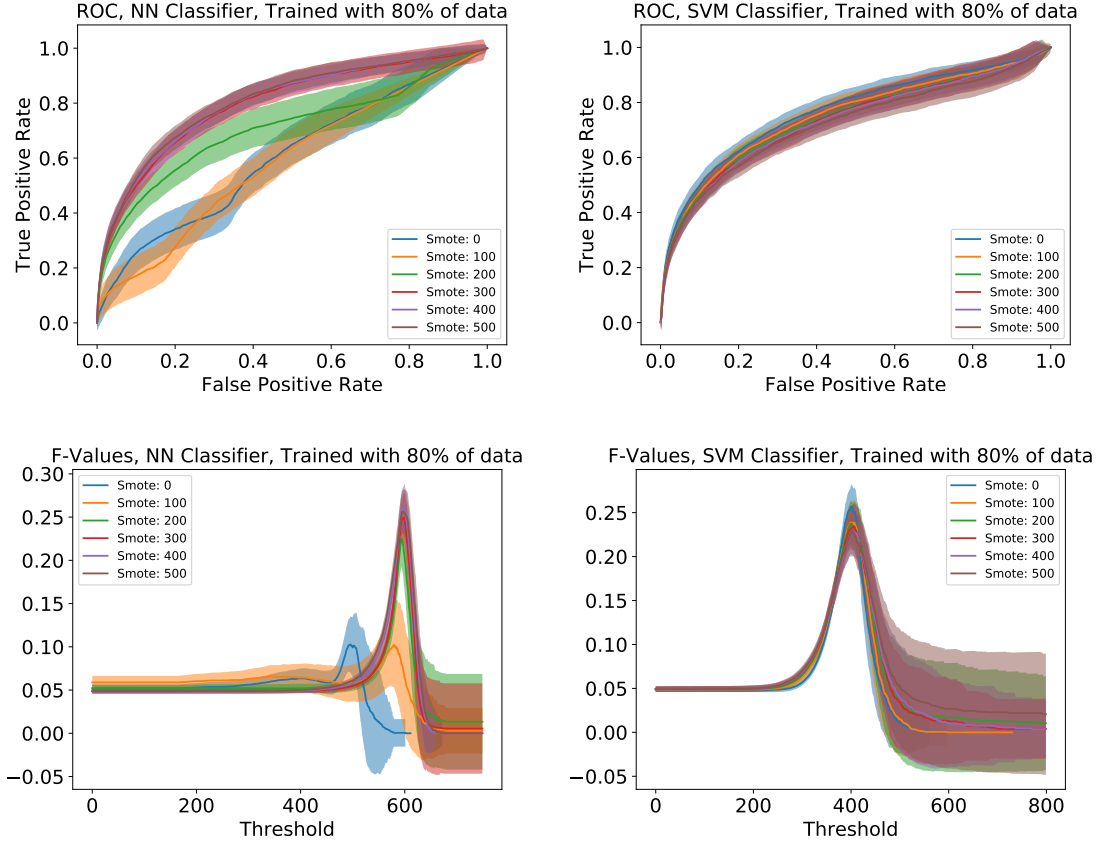 ROC, NN Classifier, Trained with 80% of data
1.0
0.8
0.6
0.4
0.2
0.0
True Positive Rate
Smote: 0
Smote: 100
Smote: 200
Smote: 300
Smote: 400
Smote: 500
0.0 0.2 0.4 0.6 0.8 1.0
False Positive Rate
ROC, SVM Classifier, Trained with 80% of data
1.0
0.8
0.6
0.4
0.2
0.0
True Positive Rate
Smote: 0
Smote: 100
Smote: 200
Smote: 300
Smote: 400
Smote: 500
0.0 0.2 0.4 0.6 0.8 1.0
False Positive Rate
F-Values, NN Classifier, Trained with 80% of data
0.30
0.25
0.20
0.15
0.10
0.05
0.00
−0.05
Smote: 0
Smote: 100
Smote: 200
Smote: 300
Smote: 400
Smote: 500
0 200 400 600
Threshold
F-Values, SVM Classifier, Trained with 80% of data
0.25
0.20
0.15
0.10
0.05
0.00
−0.05
Smote: 0
Smote: 100
Smote: 200
Smote: 300
Smote: 400
Smote: 500
0 200 400 600 800
Threshold